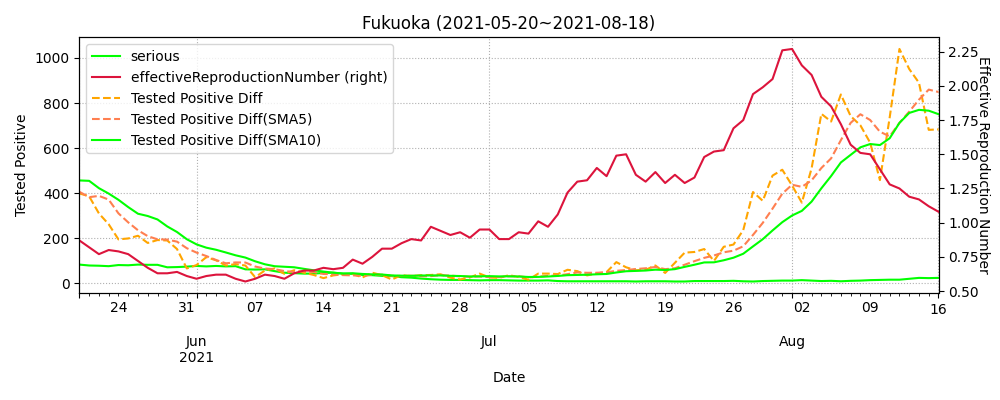 Fukuoka (2021-05-20~2021-08-18)
serious
effectiveReproductionNumber (right)
Tested Positive Diff
Tested Positive Diff(SMA5)
Tested Positive Diff(SMA10)
Tested Positive
1000
800
600
400
200
0
Effective Reproduction Number
2.25
2.00
1.75
1.50
1.25
1.00
0.75
0.50
24 31 07 14 21 28 05 12 19 26 02 09 16
Jun Jul Aug
2021
Date